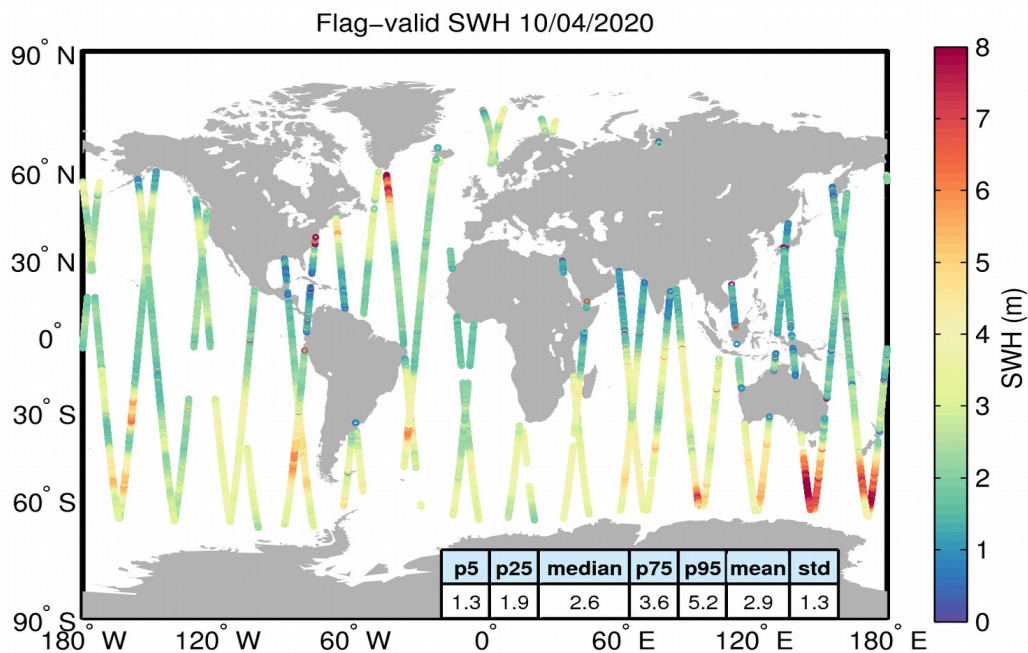 Flag-valid SWH 10/04/2020
90° N
60° N
30° N
0°
30° S
60° S
90° S
180° W
120° W
60° W
0°
60° E
120° E
180° E
p5 p25 median p75 p95 mean std
1.3 1.9 2.6 3.6 5.2 2.9 1.3
8
7
6
5
4
3
2
1
0
SWH (m)